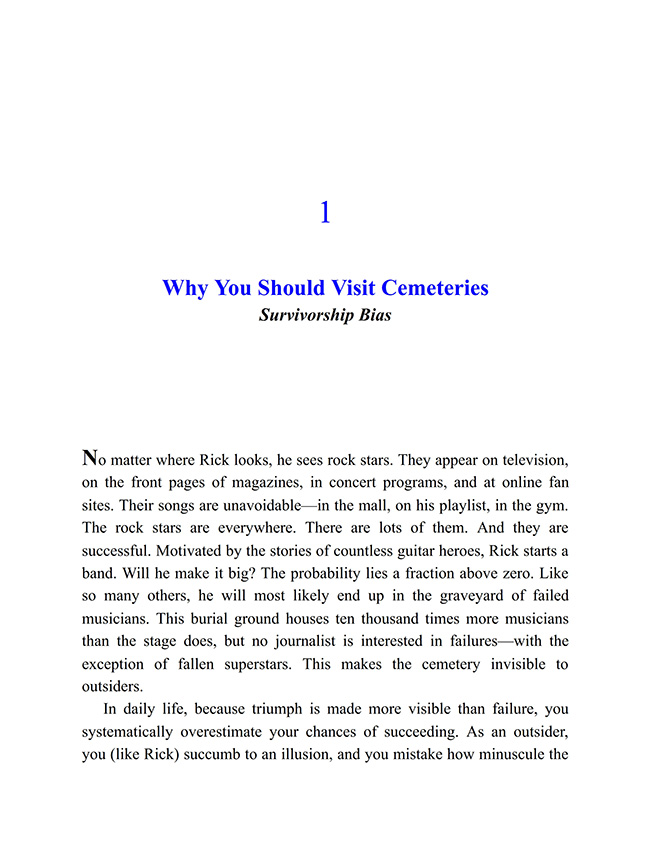 1
Why You Should Visit Cemeteries
Survivorship Bias
No matter where Rick looks, he sees rock stars. They appear on television,
on the front pages of magazines, in concert programs, and at online fan
sites. Their songs are unavoidable—in the mall, on his playlist, in the gym.
The rock stars are everywhere. There are lots of them. And they are
successful. Motivated by the stories of countless guitar heroes, Rick starts a
band. Will he make it big? The probability lies a fraction above zero. Like
so many others, he will most likely end up in the graveyard of failed
musicians. This burial ground houses ten thousand times more musicians
than the stage does, but no journalist is interested in failures—with the
exception of fallen superstars. This makes the cemetery invisible to
outsiders.
In daily life, because triumph is made more visible than failure, you
systematically overestimate your chances of succeeding. As an outsider,
you (like Rick) succumb to an illusion, and you mistake how minuscule the